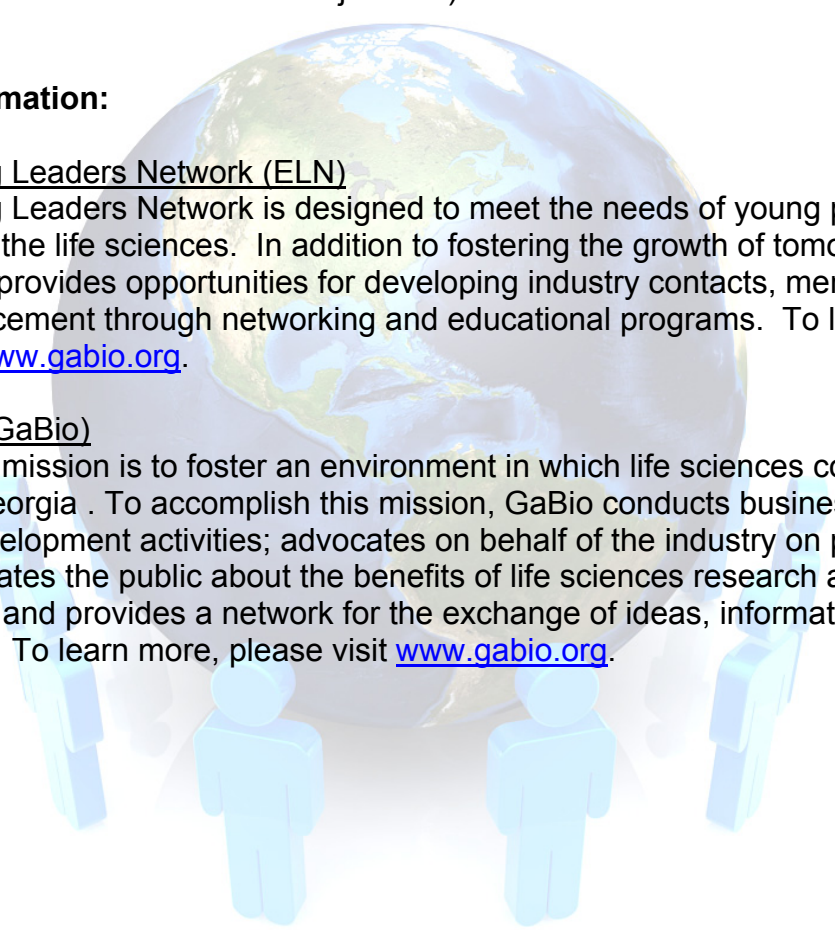 mation:
g Leaders Network (ELN)
g Leaders Network is designed to meet the needs of young p
the life sciences.  In addition to fostering the growth of tomo
provides opportunities for developing industry contacts, mer
cement through networking and educational programs.  To l
ww.gabio.org.
GaBio)
mission is to foster an environment in which life sciences co
eorgia . To accomplish this mission, GaBio conducts busines
elopment activities; advocates on behalf of the industry on p
ates the public about the benefits of life sciences research a
and provides a network for the exchange of ideas, informat
To learn more, please visit www.gabio.org.